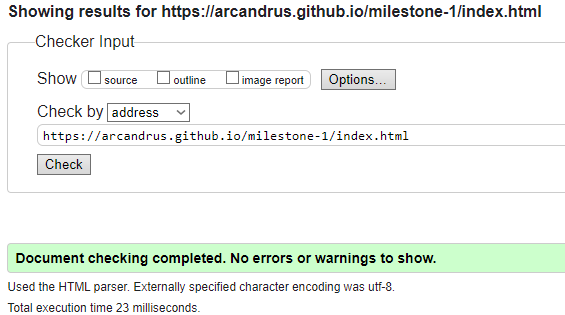 Showing results for https://arcandrus.github.io/milestone-1/index.html
Checker Input
Show source outline image report Options...
Check by address
https://arcandrus.github.io/milestone-1/index.html
Check
Document checking completed. No errors or warnings to show.
Used the HTML parser. Externally specified character encoding was utf-8.
Total execution time 23 milliseconds.